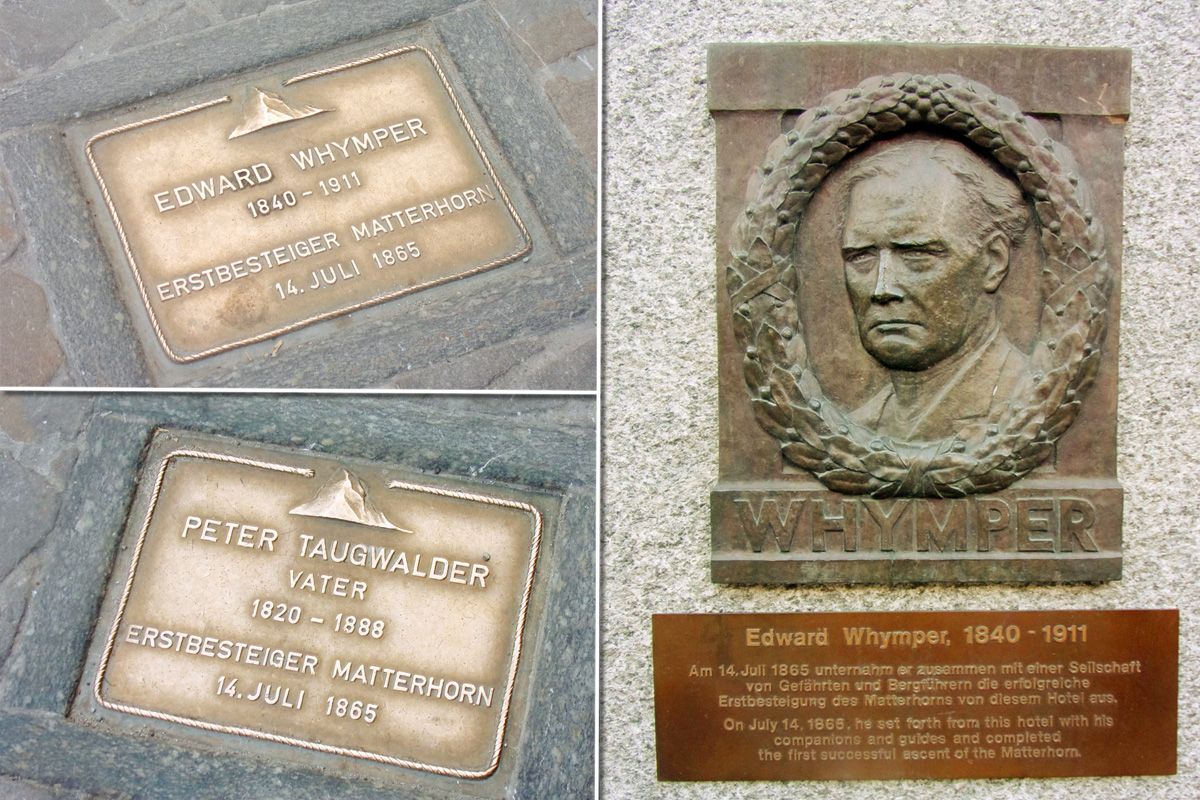 EDWARD WHYMPER
1840 - 1911
ERSTBESTEIGER MATTERHORN
14. JULI 1865
PETER TAUGWALDER
VATER
1820 - 1888
ERSTBESTEIGER MATTERHORN
14. JULI 1865
WHYMPER
Edward Whymper, 1840 - 1911
Am 14. Juli 1865 unternahm er zusammen mit einer Seilschaft
von Gefährten und Bergführern die erfolgreiche
Erstbesteigung des Matterhorns von diesem Hotel aus.
On July 14, 1865, he set forth from this hotel with his
companions and guides and completed
the first successful ascent of the Matterhorn.